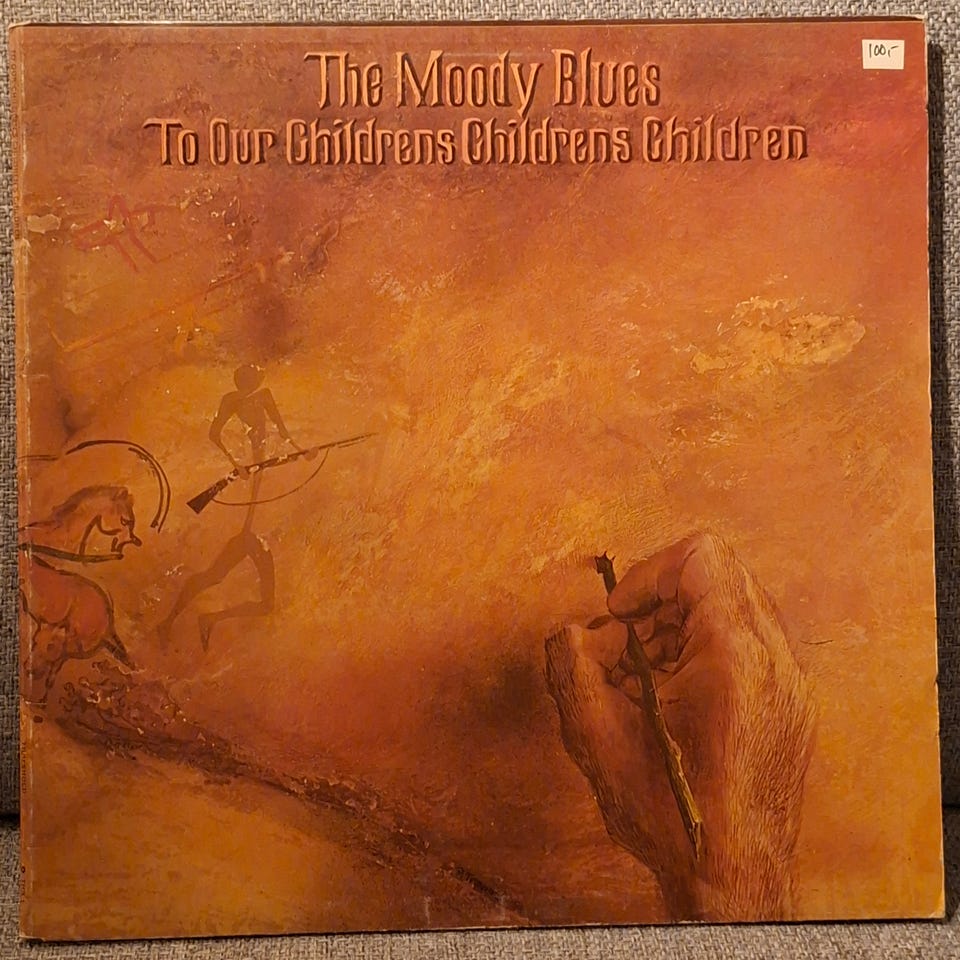 The Moody Blues
To Our Childrens Childrens Children
100,-